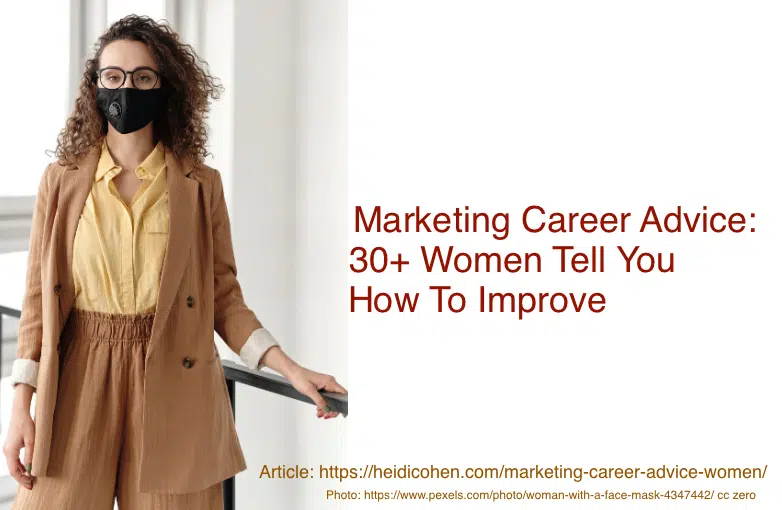 Marketing Career Advice:
30+ Women Tell You
How To Improve
Article: https://heidicohen.com/marketing-career-advice-women/
Photo: https://www.pexels.com/photo/woman-with-a-face-mask-4347442/ cc zero